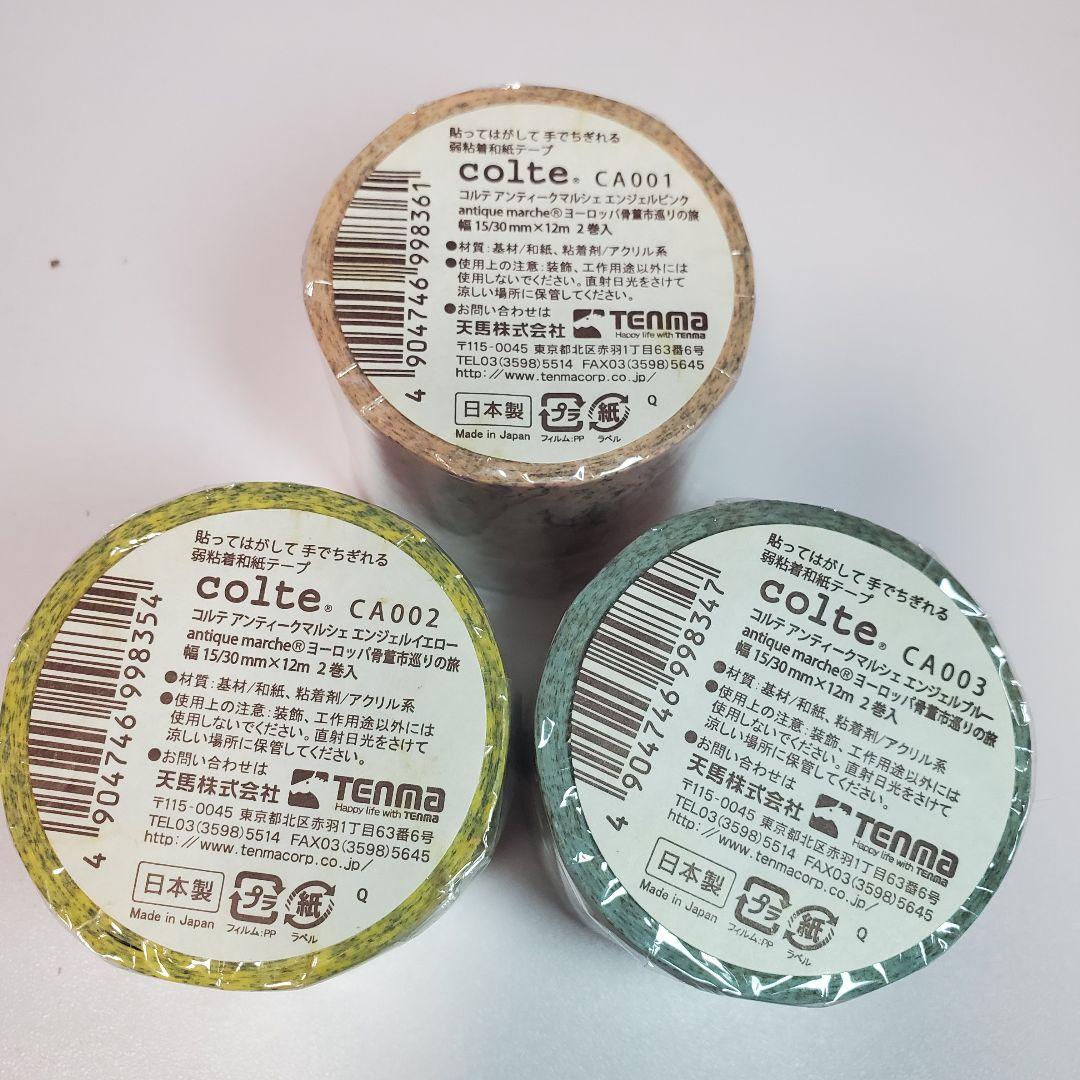 貼ってはがして 手でちぎれる
弱粘着和紙テープ
colte® CA001
コルテ アンティークマルシェ エンジェルピンク
antique marche®ヨーロッパ骨董市巡りの旅
幅 15/30mm×12m 2巻入
●材質:基材/和紙、粘着剤/アクリル系
●使用上の注意:装飾、工作用途以外には
使用しないでください。直射日光をさけて
涼しい場所に保管してください。
●お問い合わせは
天馬株式会社 TENMA
Happy life with TENMA
〒115-0045 東京都北区赤羽1丁目63番6号
TEL03(3598)5514 FAX03(3598)5645
http://www.tenmacorp.co.jp/
日本製 プラ 紙 Q
Made in Japan フィルム:PP ラベル
4904746998361
貼ってはがして 手でちぎれる
弱粘着和紙テープ
colte® CA002
コルテ アンティークマルシェ エンジェルイエロー
antique marche®ヨーロッパ骨董市巡りの旅
幅 15/30mm×12m 2巻入
●材質:基材/和紙、粘着剤/アクリル系
●使用上の注意:装飾、工作用途以外には
使用しないでください。直射日光をさけて
涼しい場所に保管してください。
●お問い合わせは
天馬株式会社 TENMA
Happy life with TENMA
〒115-0045 東京都北区赤羽1丁目63番6号
TEL03(3598)5514 FAX03(3598)5645
http://www.tenmacorp.co.jp/
日本製 プラ 紙 Q
Made in Japan フィルム:PP ラベル
4904746998354
貼ってはがして 手でちぎれる
弱粘着和紙テープ
colte® CA003
コルテ アンティークマルシェ エンジェルブルー
antique marche®ヨーロッパ骨董市巡りの旅
幅 15/30mm×12m 2巻入
●材質:基材/和紙、粘着剤/アクリル系
●使用上の注意:装飾、工作用途以外には
使用しないでください。直射日光をさけて
涼しい場所に保管してください。
●お問い合わせは
天馬株式会社 TENMA
Happy life with TENMA
〒115-0045 東京都北区赤羽1丁目63番6号
TEL03(3598)5514 FAX03(3598)5645
http://www.tenmacorp.co.jp/
日本製 プラ 紙 Q
Made in Japan フィルム:PP ラベル
4904746998347